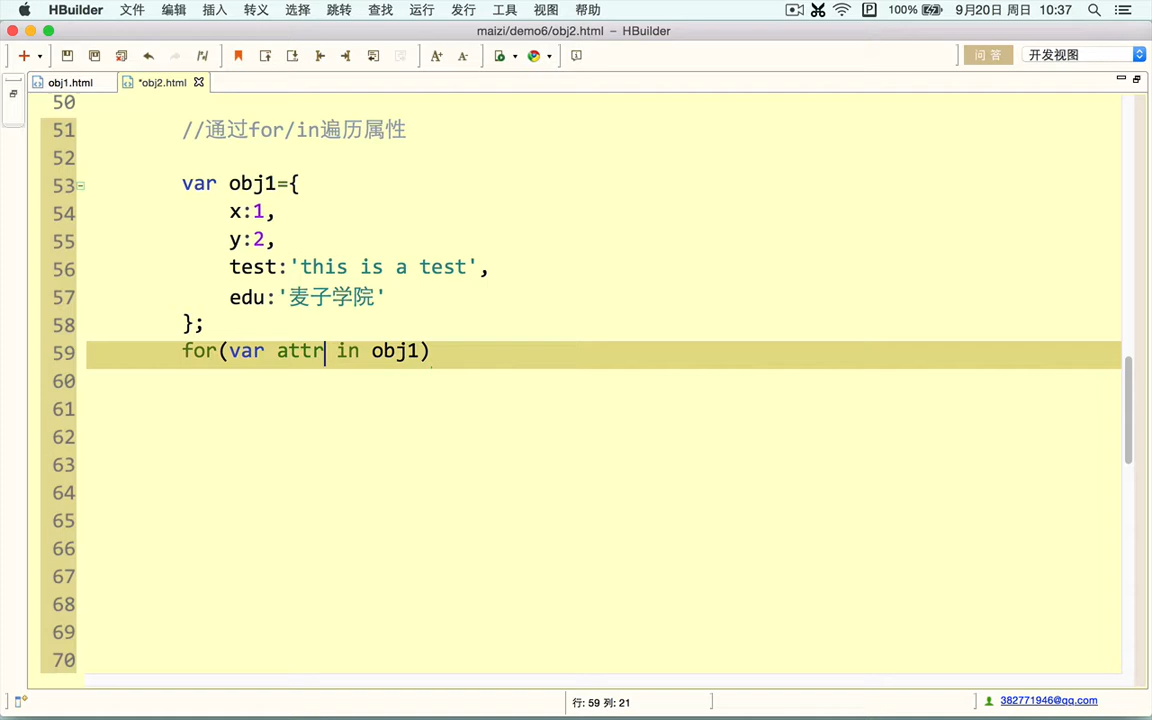 HBuilder 文件 编辑 插入 转义 选择 跳转 查找 运行 发行 工具 视图 帮助 100% 9月20日 周日 10:37
maizi/demo6/obj2.html — HBuilder
问 答 开发视图
obj1.html *obj2.html
50
51 //通过for/in遍历属性
52
53 var obj1={
54 x:1,
55 y:2,
56 test:'this is a test',
57 edu:'麦子学院'
58 };
59 for(var attr in obj1)
60
61
62
63
64
65
66
67
68
69
70
行: 59 列: 21 382771946@qq.com